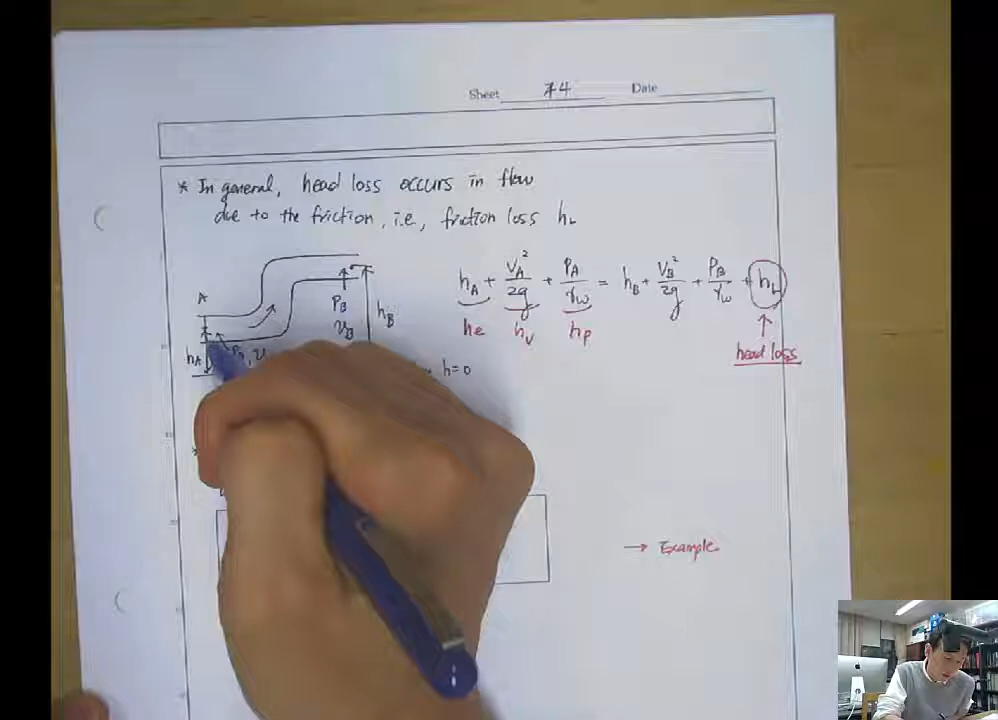 Sheet 74 Date
* In general, head loss occurs in flow
due to the friction, i.e., friction loss hL
hA + VA²/2g + PA/γw = hB + VB²/2g + PB/γw + hL
he hv hp
head loss
A
PB
VB
hB
hA
PA, v
h=0
→ Example